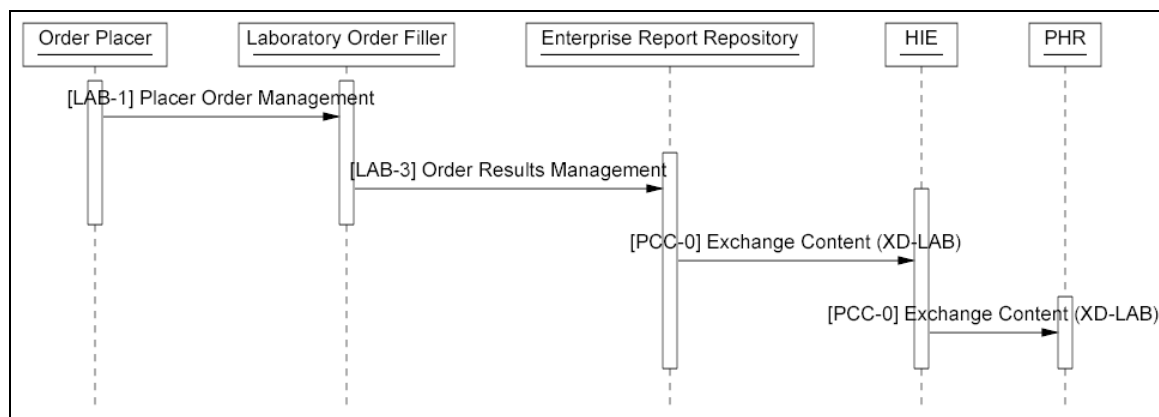 Order Placer
Laboratory Order Filler
Enterprise Report Repository
HIE
PHR
[LAB-1] Placer Order Management
[LAB-3] Order Results Management
[PCC-0] Exchange Content (XD-LAB)
[PCC-0] Exchange Content (XD-LAB)